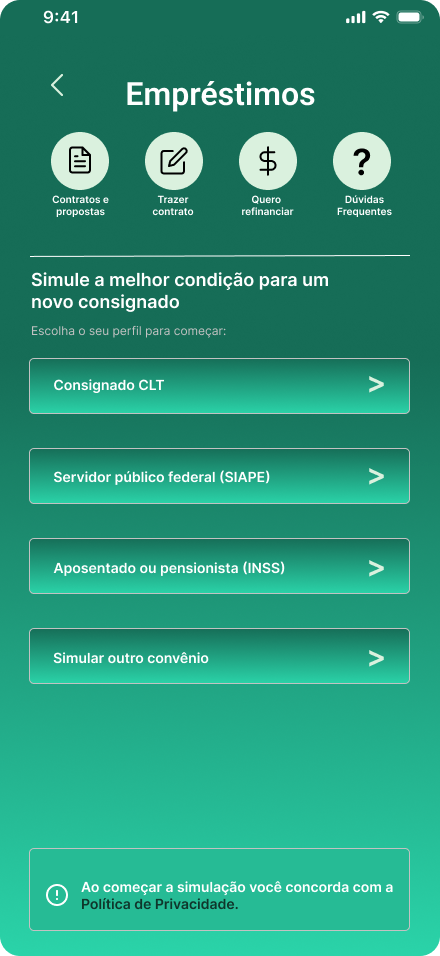 9:41
Empréstimos
Contratos e
propostas
Trazer
contrato
Quero
refinanciar
Dúvidas
Frequentes
Simule a melhor condição para um
novo consignado
Escolha o seu perfil para começar:
Consignado CLT >
Servidor público federal (SIAPE) >
Aposentado ou pensionista (INSS) >
Simular outro convênio >
Ao começar a simulação você concorda com a
Política de Privacidade.